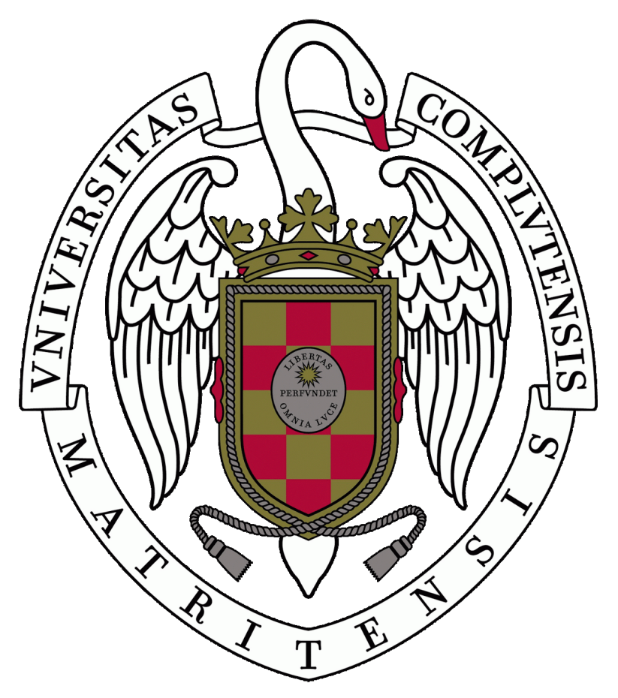 VNIVERSITAS
COMPLVTENSIS
MATRITENSIS
LIBERTAS
PERFVNDET
OMNIA LVCE